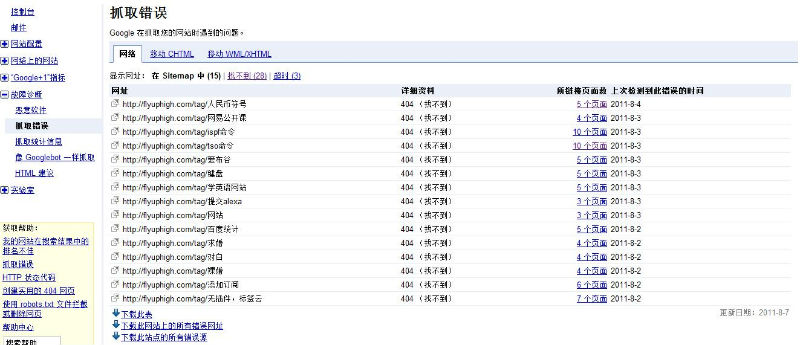 控制台
邮件
网站配置
网络上的网站
"Google+1"指标
故障诊断
恶意软件
抓取错误
抓取统计信息
像 Googlebot 一样抓取
HTML 建议
实验室
获取帮助：
我的网站在搜索结果中的
排名不佳
抓取错误
HTTP 状态代码
创建实用的 404 网页
使用 robots.txt 文件拦截
或删除网页
帮助中心
搜索帮助
抓取错误
Google 在抓取您的网站时遇到的问题。
网络 移动 CHTML 移动 WML/XHTML
显示网址： 在 Sitemap 中 (15) | 找不到 (28) | 超时 (3)
网址 详细资料 所链接页面数 上次检测到此错误的时间
http://flyuphigh.com/tag/人民币符号 404 （找不到） 5 个页面 2011-8-4
http://flyuphigh.com/tag/网易公开课 404 （找不到） 4 个页面 2011-8-3
http://flyuphigh.com/tag/ispf命令 404 （找不到） 10 个页面 2011-8-3
http://flyuphigh.com/tag/tso命令 404 （找不到） 10 个页面 2011-8-3
http://flyuphigh.com/tag/爱布谷 404 （找不到） 5 个页面 2011-8-3
http://flyuphigh.com/tag/键盘 404 （找不到） 5 个页面 2011-8-3
http://flyuphigh.com/tag/学英语网站 404 （找不到） 5 个页面 2011-8-3
http://flyuphigh.com/tag/提交alexa 404 （找不到） 3 个页面 2011-8-3
http://flyuphigh.com/tag/网站 404 （找不到） 3 个页面 2011-8-3
http://flyuphigh.com/tag/百度统计 404 （找不到） 5 个页面 2011-8-2
http://flyuphigh.com/tag/求婚 404 （找不到） 4 个页面 2011-8-2
http://flyuphigh.com/tag/对白 404 （找不到） 4 个页面 2011-8-2
http://flyuphigh.com/tag/裸婚 404 （找不到） 4 个页面 2011-8-2
http://flyuphigh.com/tag/添加订阅 404 （找不到） 6 个页面 2011-8-2
http://flyuphigh.com/tag/无插件，标签云 404 （找不到） 7 个页面 2011-8-2
下载此表
下载此网站上的所有错误网址
下载此站点的所有错误源
更新日期：2011-8-7